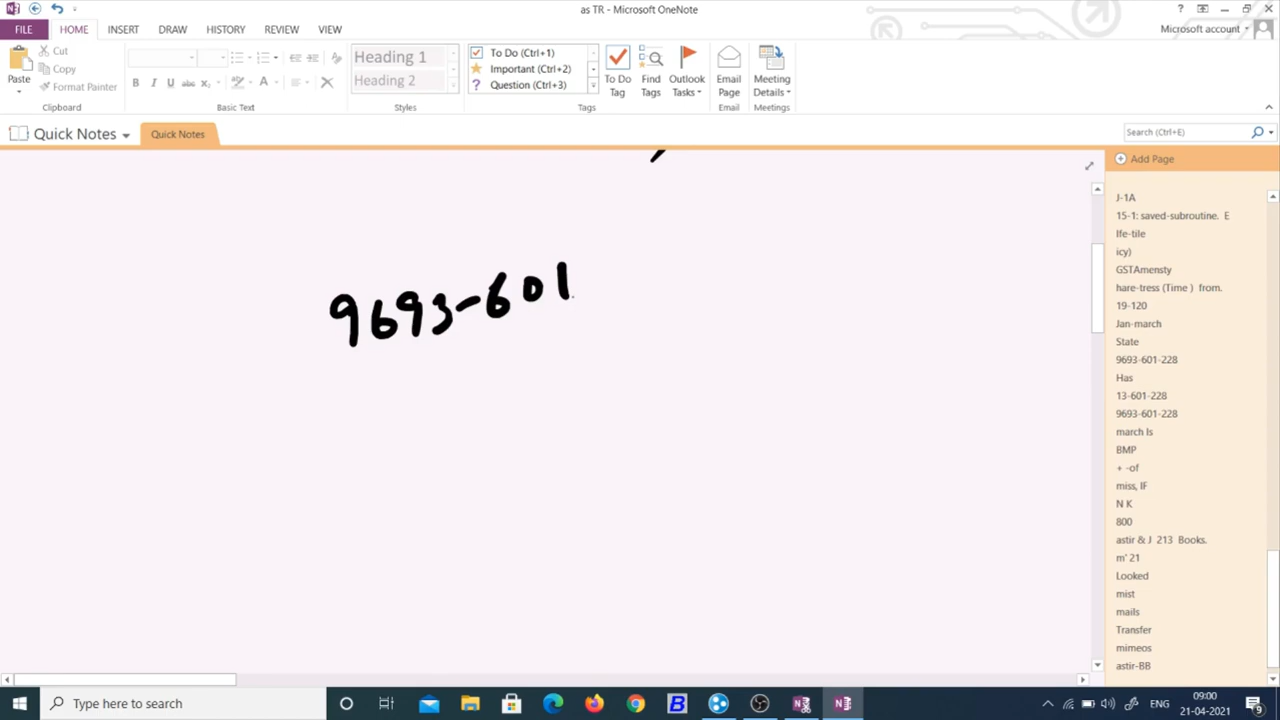 as TR - Microsoft OneNote
FILE HOME INSERT DRAW HISTORY REVIEW VIEW
Microsoft account
Paste
Cut
Copy
Format Painter
Clipboard
B I U abc x₂ A
Basic Text
Heading 1
Heading 2
Styles
To Do (Ctrl+1)
Important (Ctrl+2)
Question (Ctrl+3)
To Do Tag
Find Tags
Outlook Tasks
Tags
Email Page
Email
Meeting Details
Meetings
Quick Notes
Quick Notes
Search (Ctrl+E)
Add Page
9693-601
J-1A
15-1: saved-subroutine. E
Ife-tile
icy)
GSTAmensty
hare-tress (Time ) from.
19-120
Jan-march
State
9693-601-228
Has
13-601-228
9693-601-228
march Is
BMP
+ -of
miss, IF
N K
800
astir & J 213 Books.
m' 21
Looked
mist
mails
Transfer
mimeos
astir-BB
Type here to search
ENG
09:00
21-04-2021
9